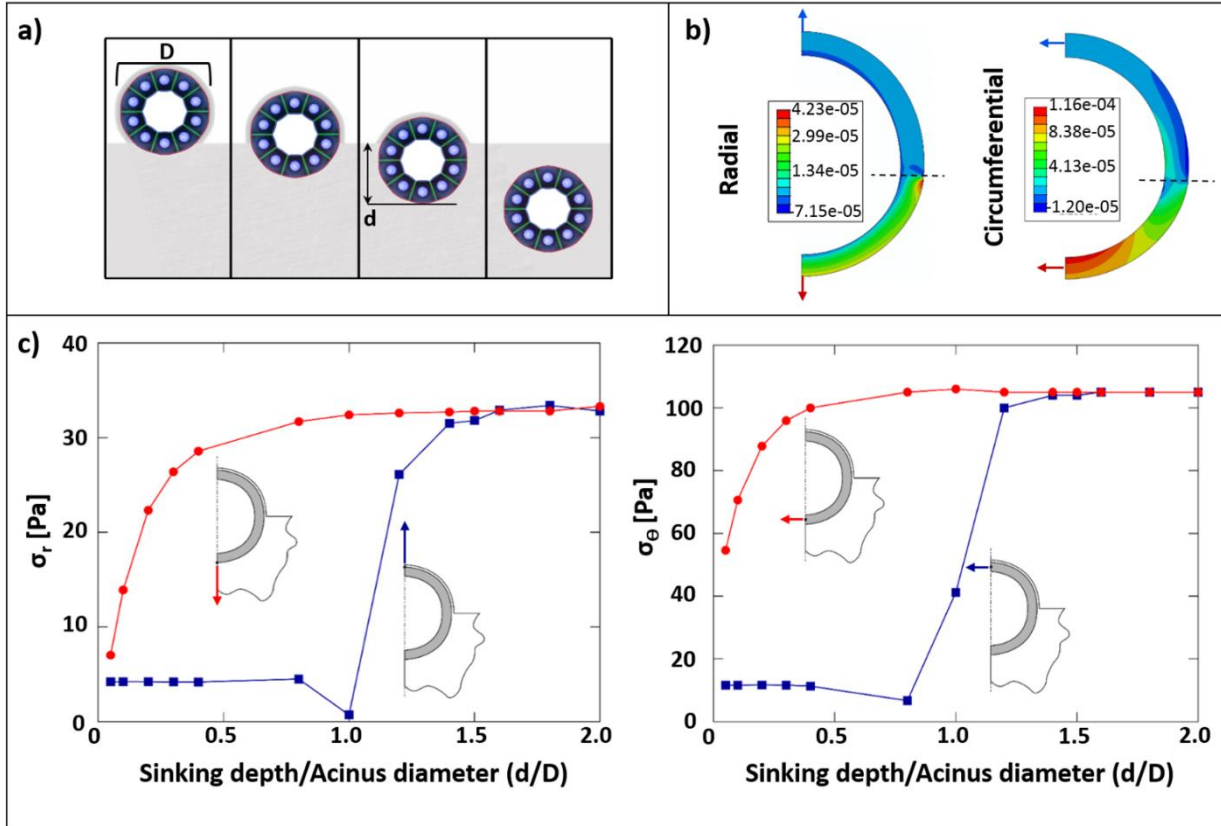 a)
D
d
b)
Radial
4.23e-05
2.99e-05
1.34e-05
-7.15e-05
Circumferential
1.16e-04
8.38e-05
4.13e-05
-1.20e-05
c)
40
30
20
10
0
σr [Pa]
0
0.5
1.0
1.5
2.0
Sinking depth/Acinus diameter (d/D)
120
100
80
60
40
20
0
σΘ [Pa]
0
0.5
1.0
1.5
2.0
Sinking depth/Acinus diameter (d/D)